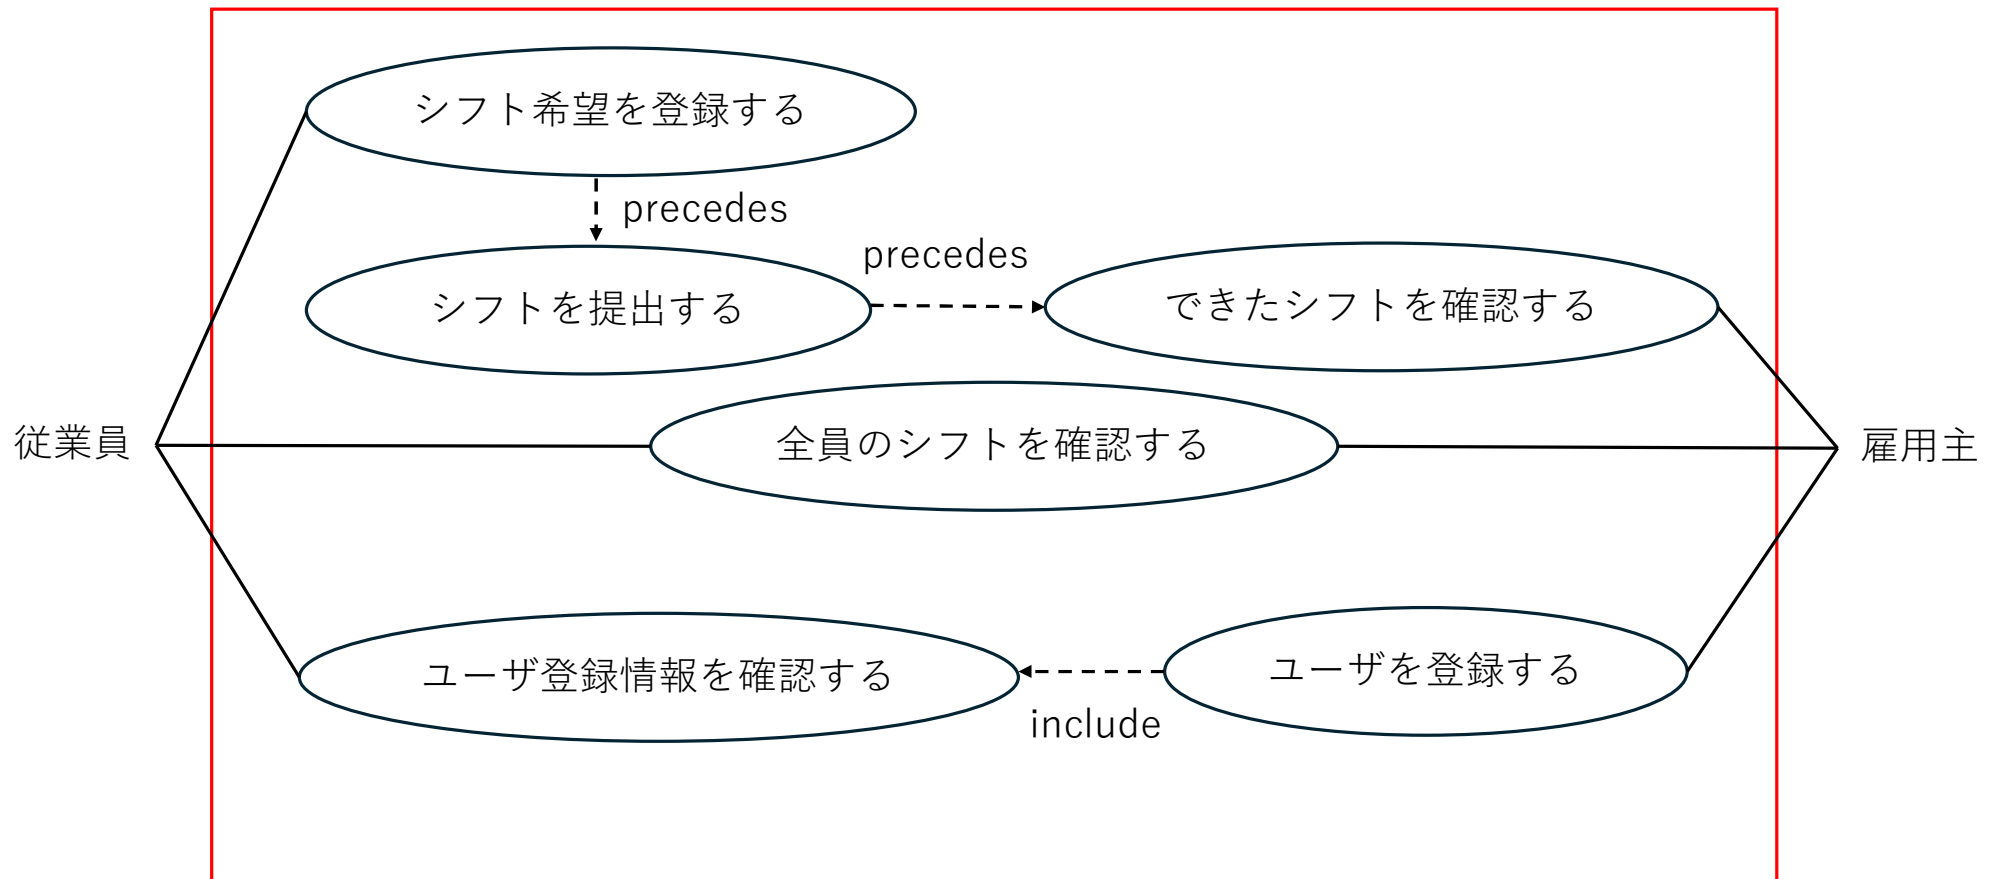 シフト希望を登録する
precedes
precedes
シフトを提出する
できたシフトを確認する
従業員
全員のシフトを確認する
雇用主
ユーザ登録情報を確認する
ユーザを登録する
include